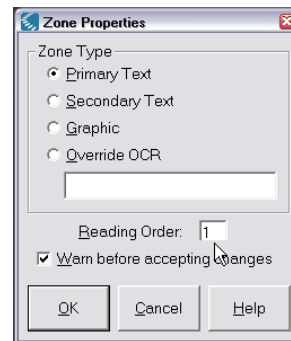 Zone Properties
Zone Type
Primary Text
Secondary Text
Graphic
Override OCR
Reading Order: 1
Warn before accepting changes
OK Cancel Help